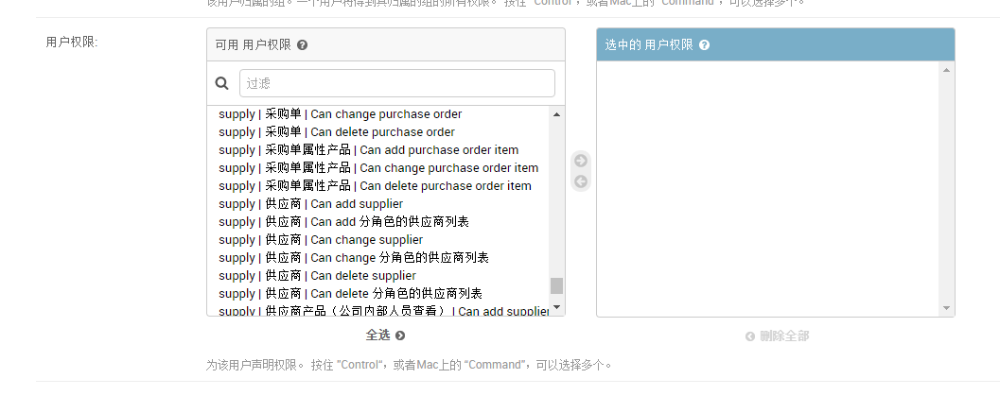 该用户归属的组。一个用户将得到其归属的组的所有权限。 按住 "Control"，或者Mac上的 "Command"，可以选择多个。
用户权限:
可用 用户权限
过滤
supply | 采购单 | Can change purchase order
supply | 采购单 | Can delete purchase order
supply | 采购单属性产品 | Can add purchase order item
supply | 采购单属性产品 | Can change purchase order item
supply | 采购单属性产品 | Can delete purchase order item
supply | 供应商 | Can add supplier
supply | 供应商 | Can add 分角色的供应商列表
supply | 供应商 | Can change supplier
supply | 供应商 | Can change 分角色的供应商列表
supply | 供应商 | Can delete supplier
supply | 供应商 | Can delete 分角色的供应商列表
supply | 供应商产品（公司内部人员查看） | Can add supplier
全选
选中的 用户权限
删除全部
为该用户声明权限。 按住 "Control"，或者Mac上的 "Command"，可以选择多个。